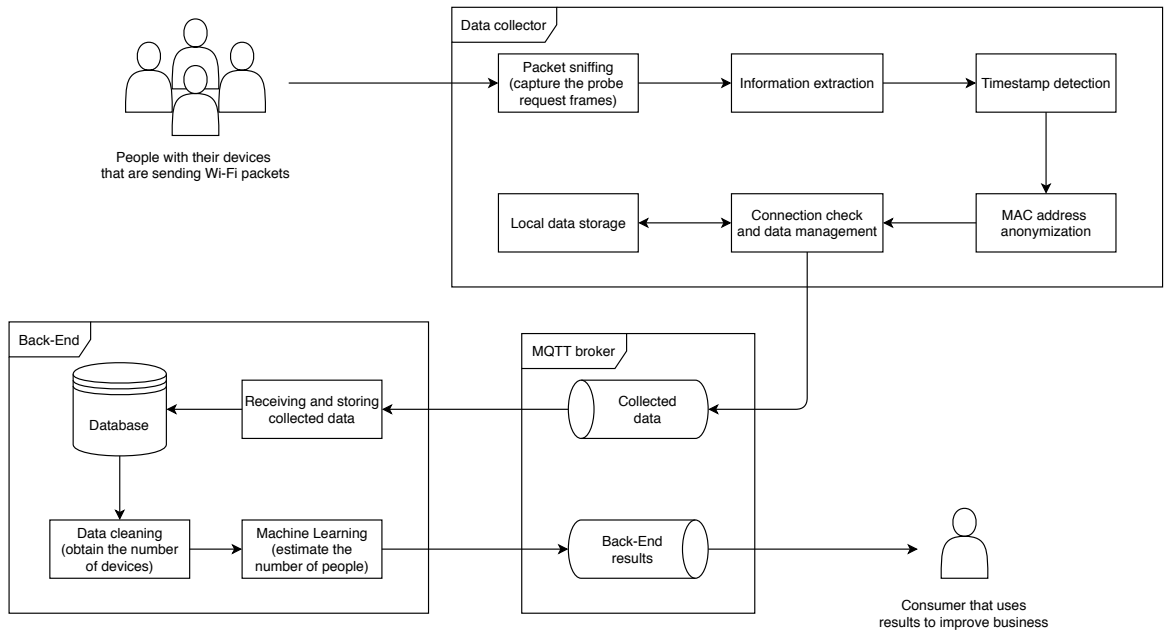 Data collector
Packet sniffing
(capture the probe
request frames)
Information extraction
Timestamp detection
People with their devices
that are sending Wi-Fi packets
Local data storage
Connection check
and data management
MAC address
anonymization
Back-End
MQTT broker
Database
Receiving and storing
collected data
Collected
data
Data cleaning
(obtain the number
of devices)
Machine Learning
(estimate the
number of people)
Back-End
results
Consumer that uses
results to improve business